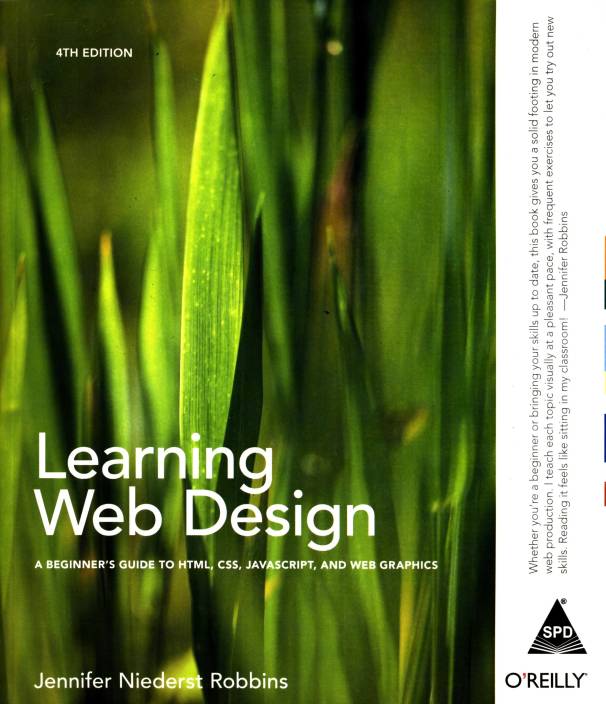 4TH EDITION
Learning
Web Design
A BEGINNER'S GUIDE TO HTML, CSS, JAVASCRIPT, AND WEB GRAPHICS
Jennifer Niederst Robbins
Whether you're a beginner or bringing your skills up to date, this book gives you a solid footing in modern
web production. I teach each topic visually at a pleasant pace, with frequent exercises to let you try out new
skills. Reading it feels like sitting in my classroom! —Jennifer Robbins
SPD®
O'REILLY®